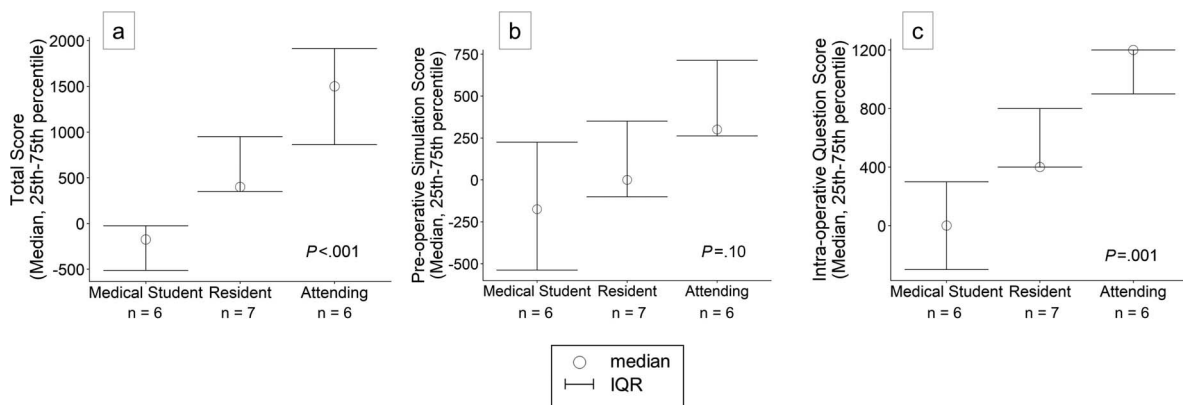 a
Total Score
(Median, 25th-75th percentile)
2000
1500
1000
500
0
-500
P<.001
Medical Student
Resident
Attending
n = 6
n = 7
n = 6
b
Pre-operative Simulation Score
(Median, 25th-75th percentile)
750
500
250
0
-250
-500
P=.10
Medical Student
Resident
Attending
n = 6
n = 7
n = 6
c
Intra-operative Question Score
(Median, 25th-75th percentile)
1200
800
400
0
P=.001
Medical Student
Resident
Attending
n = 6
n = 7
n = 6
median
IQR